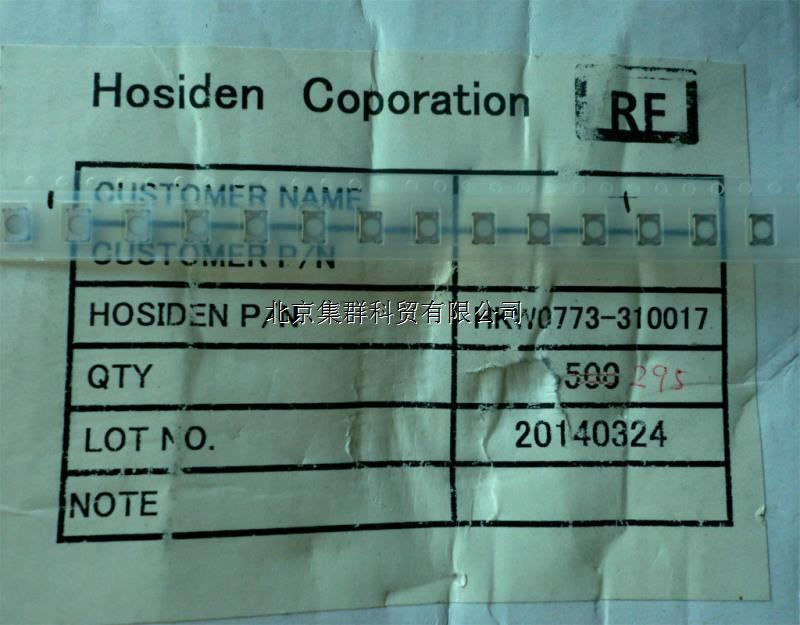 Hosiden Coporation RF
CUSTOMER NAME
CUSTOMER P/N
HOSIDEN P/N HKW0773-310017
北京集群科贸有限公司
QTY 500 295
LOT NO. 20140324
NOTE